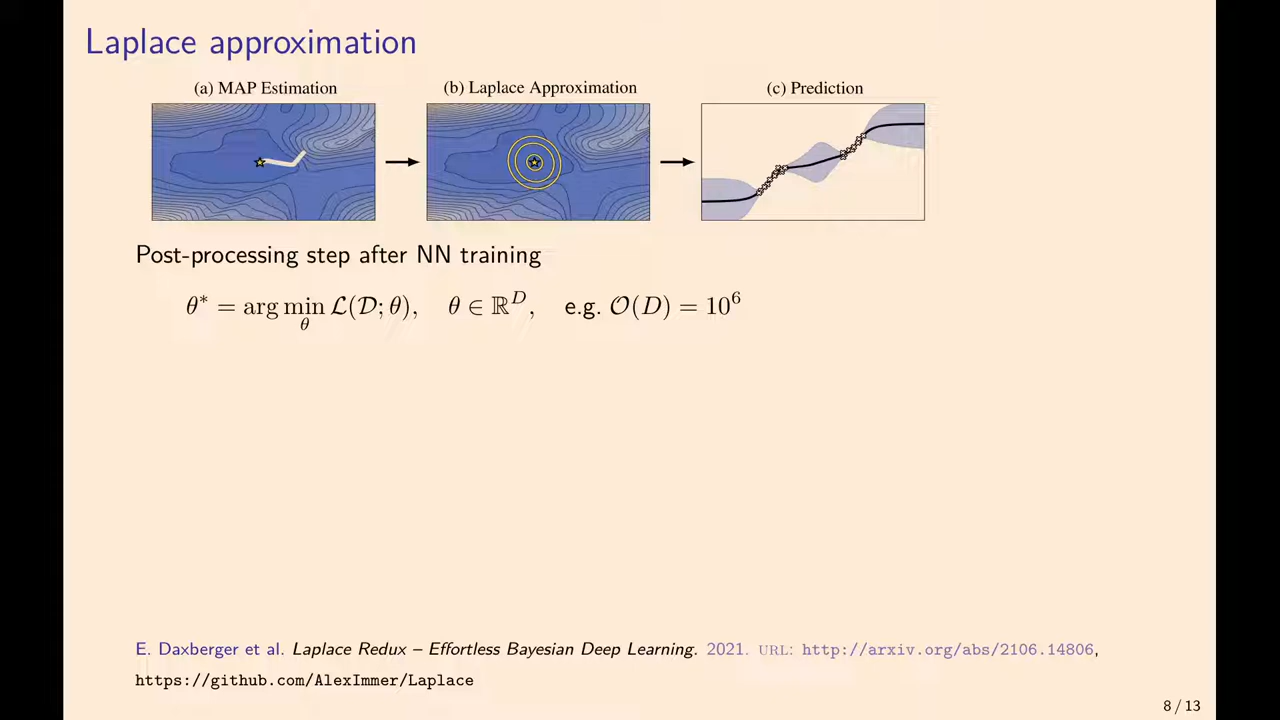 Laplace approximation
(a) MAP Estimation (b) Laplace Approximation (c) Prediction
Post-processing step after NN training
θ* = arg min_θ ℒ(𝒟; θ), θ ∈ ℝ^D, e.g. 𝒪(D) = 10^6
E. Daxberger et al. Laplace Redux – Effortless Bayesian Deep Learning. 2021. URL: http://arxiv.org/abs/2106.14806,
https://github.com/AlexImmer/Laplace
8 / 13